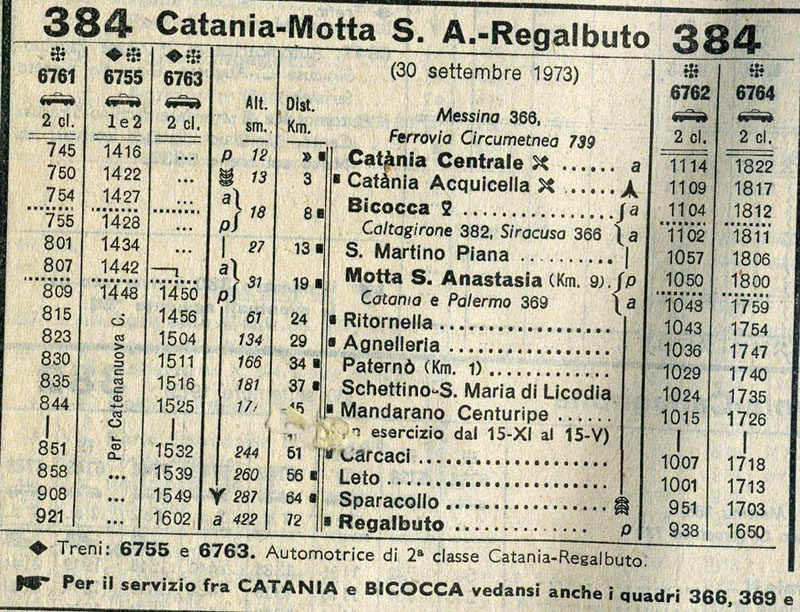 384 Catania-Motta S. A.-Regalbuto 384
6761 6755 6763 (30 settembre 1973) 6762 6764
2 cl. 1 e 2 2 cl. Alt. sm. Dist. Km. Messina 366, Ferrovia Circumetnea 739 2 cl. 2 cl.
745 1416 ... p 12 » Catània Centrale ...... a 1114 1822
750 1422 ... 13 3 Catània Acquicella ...... 1109 1817
754 1427 ... a 18 8 Bicocca .............. a 1104 1812
755 1428 ... p Caltagirone 382, Siracusa 366 a 1102 1811
801 1434 ... 27 13 S. Martino Piana ........ 1057 1806
807 1442 a 31 19 Motta S. Anastasia (Km. 9). p 1050 1800
809 1448 1450 p Catania e Palermo 369 a 1048 1759
815 1456 61 24 Ritornella ................ 1043 1754
823 1504 134 29 Agnelleria ................ 1036 1747
830 1511 166 34 Paternò (Km. 1) ............ 1029 1740
835 1516 181 37 Schettino-S. Maria di Licodia 1024 1735
844 1525 Mandarano Centuripe ...... 1015 1726
esercizio dal 15-XI al 15-V)
Per Catenanuova C.
851 1532 244 51 Carcaci .................. 1007 1718
858 ... 1539 260 56 Leto .................... 1001 1713
908 ... 1549 287 64 Sparacollo ................ 951 1703
921 ... 1602 a 422 72 Regalbuto .............. p 938 1650
Treni: 6755 e 6763. Automotrice di 2ª classe Catania-Regalbuto.
Per il servizio fra CATANIA e BICOCCA vedansi anche i quadri 366, 369 e